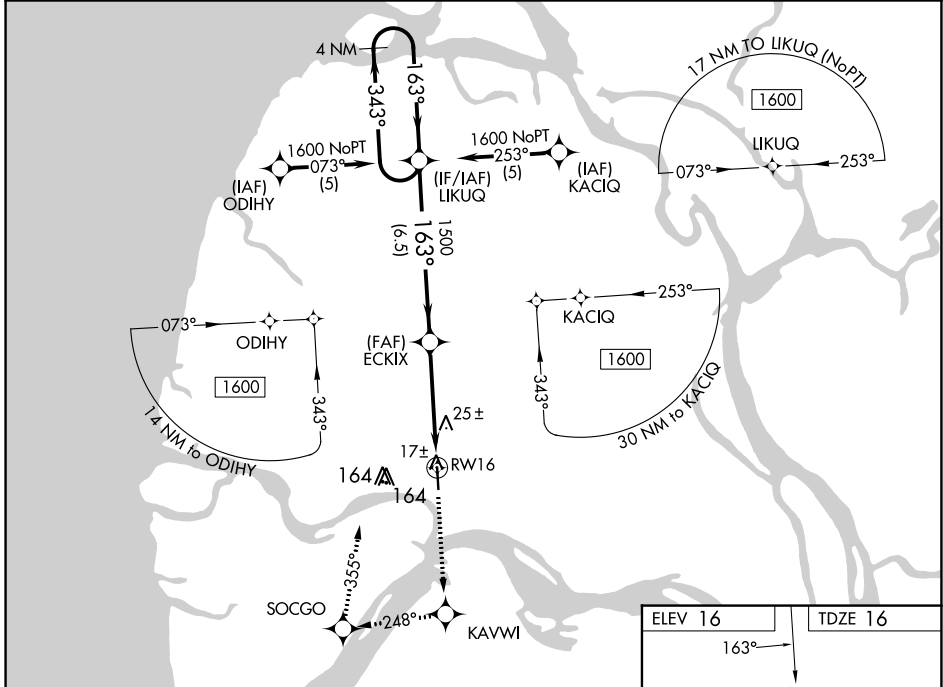 4 NM
343°
163°
1600 NoPT
073°
(5)
(IAF)
ODIHY
(IF/IAF)
LIKUQ
1600 NoPT
253°
(5)
(IAF)
KACIQ
17 NM TO LIKUQ (NoPT)
1600
LIKUQ
073°
253°
1500
163°
(6.5)
073°
ODIHY
1600
343°
14 NM to ODIHY
(FAF)
ECKIX
253°
KACIQ
1600
343°
30 NM to KACIQ
25±
17±
RW16
164
164
355°
SOCGO
248°
KAVWI
ELEV 16
TDZE 16
163°